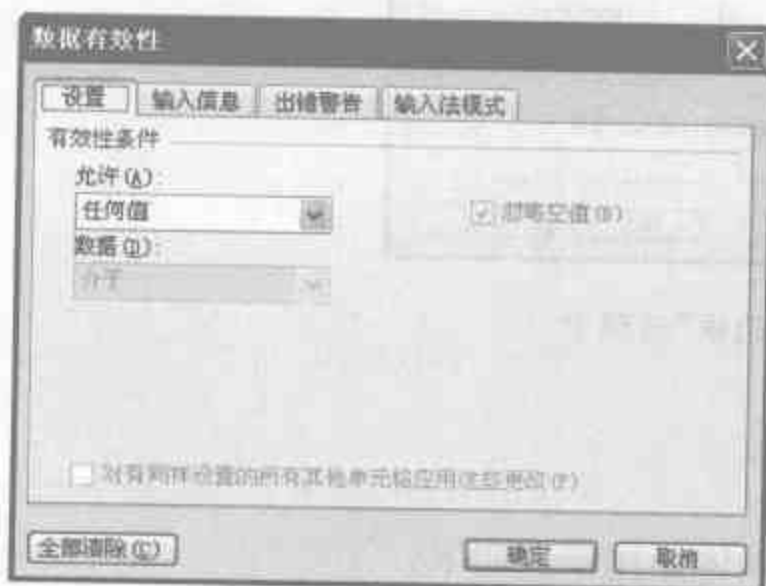 数据有效性
设置 输入信息 出错警告 输入法模式
有效性条件
允许(A):
任何值
忽略空值(B)
数据(D):
介于
对有同样设置的所有其他单元格应用这些更改(P)
全部清除(C) 确定 取消